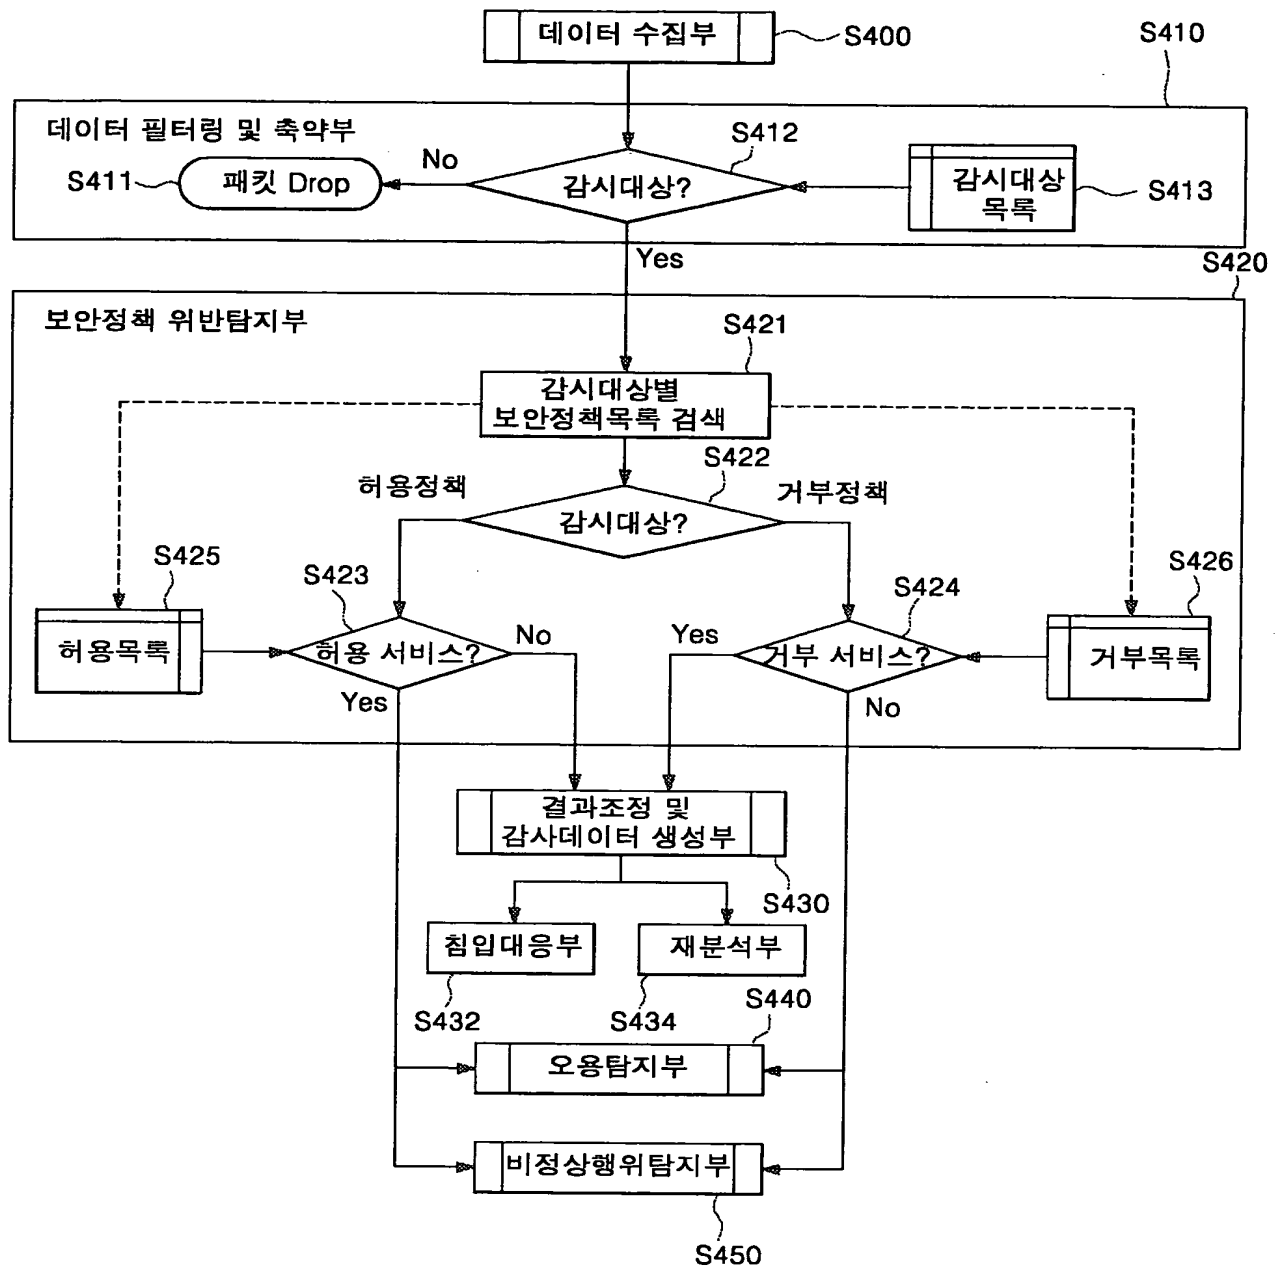 데이터 수집부
S400
S410
데이터 필터링 및 축약부
S412
No
S411
패킷 Drop
감시대상?
감시대상
목록
S413
Yes
S420
보안정책 위반탐지부
S421
감시대상별
보안정책목록 검색
S422
허용정책
거부정책
감시대상?
S425
S423
S424
S426
허용목록
허용 서비스?
No
Yes
거부 서비스?
거부목록
Yes
No
결과조정 및
감사데이터 생성부
S430
침입대응부
재분석부
S432
S434
S440
오용탐지부
비정상행위탐지부
S450